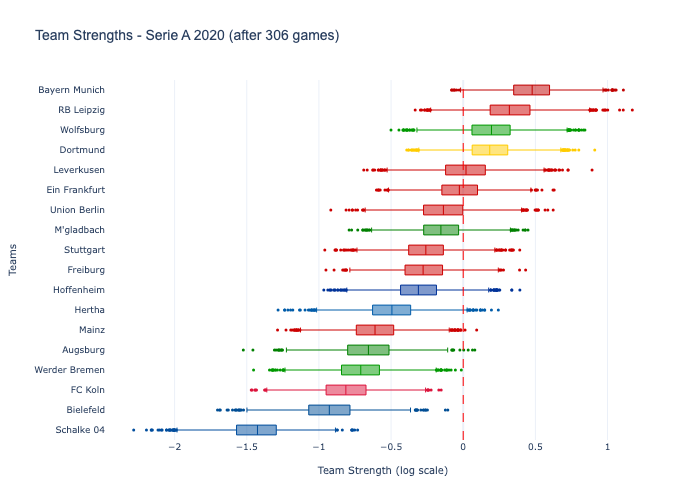 Team Strengths - Serie A 2020 (after 306 games)
Bayern Munich
RB Leipzig
Wolfsburg
Dortmund
Leverkusen
Ein Frankfurt
Union Berlin
M'gladbach
Stuttgart
Freiburg
Hoffenheim
Hertha
Mainz
Augsburg
Werder Bremen
FC Koln
Bielefeld
Schalke 04
Teams
−2 −1.5 −1 −0.5 0 0.5 1
Team Strength (log scale)